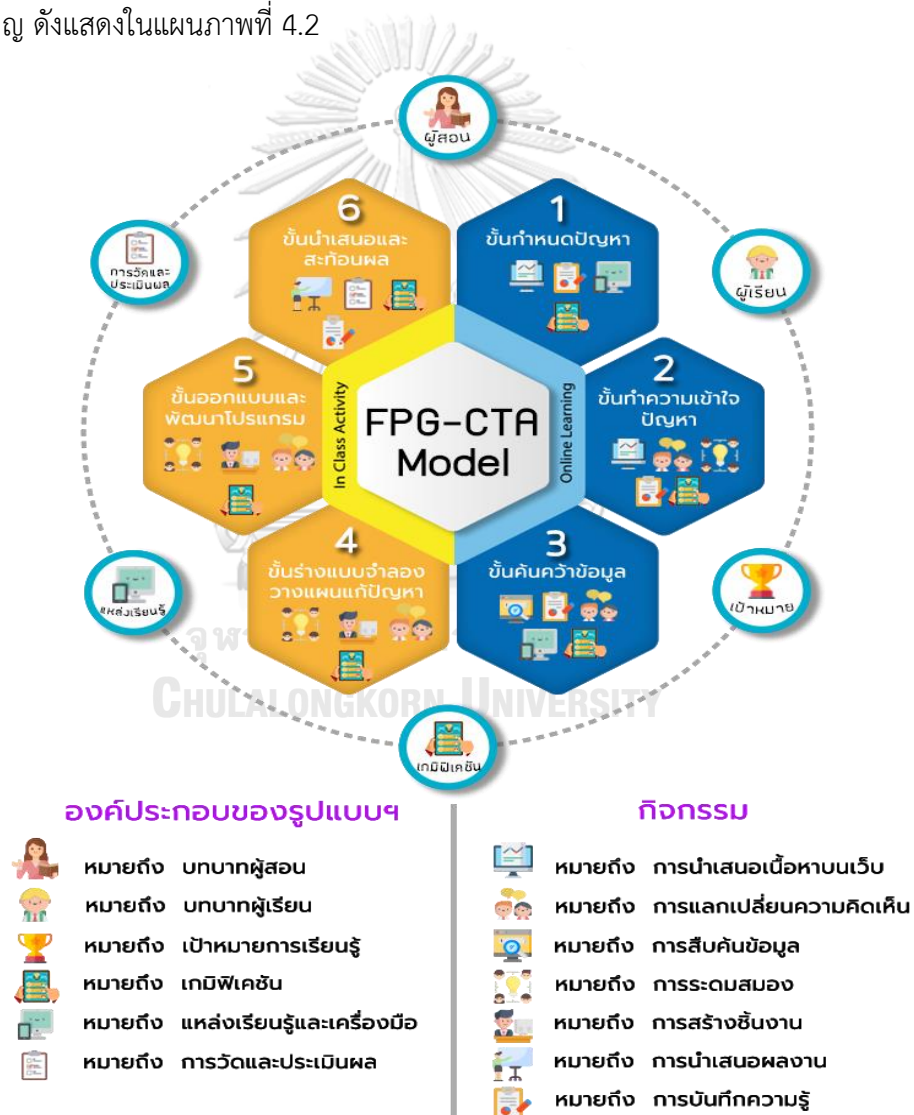 ญ ดังแสดงในแผนภาพที่ 4.2
ผู้สอน
6
ขั้นนำเสนอและ
สะท้อนผล
1
ขั้นกำหนดปัญหา
การวัดและ
ประเมินผล
ผู้เรียน
5
ขั้นออกแบบและ
พัฒนาโปรแกรม
In Class Activity
FPG-CTA
Model
Online Learning
2
ขั้นทำความเข้าใจ
ปัญหา
4
ขั้นร่างแบบจำลอง
วางแผนแก้ปัญหา
3
ขั้นค้นคว้าข้อมูล
แหล่งเรียนรู้
เป้าหมาย
CHULALONGKORN UNIVERSITY
เกมิฟิเคชัน
องค์ประกอบของรูปแบบฯ
หมายถึง บทบาทผู้สอน
หมายถึง บทบาทผู้เรียน
หมายถึง เป้าหมายการเรียนรู้
หมายถึง เกมิฟิเคชัน
หมายถึง แหล่งเรียนรู้และเครื่องมือ
หมายถึง การวัดและประเมินผล
กิจกรรม
หมายถึง การนำเสนอเนื้อหาบนเว็บ
หมายถึง การแลกเปลี่ยนความคิดเห็น
หมายถึง การสืบค้นข้อมูล
หมายถึง การระดมสมอง
หมายถึง การสร้างชิ้นงาน
หมายถึง การนำเสนอผลงาน
หมายถึง การบันทึกความรู้